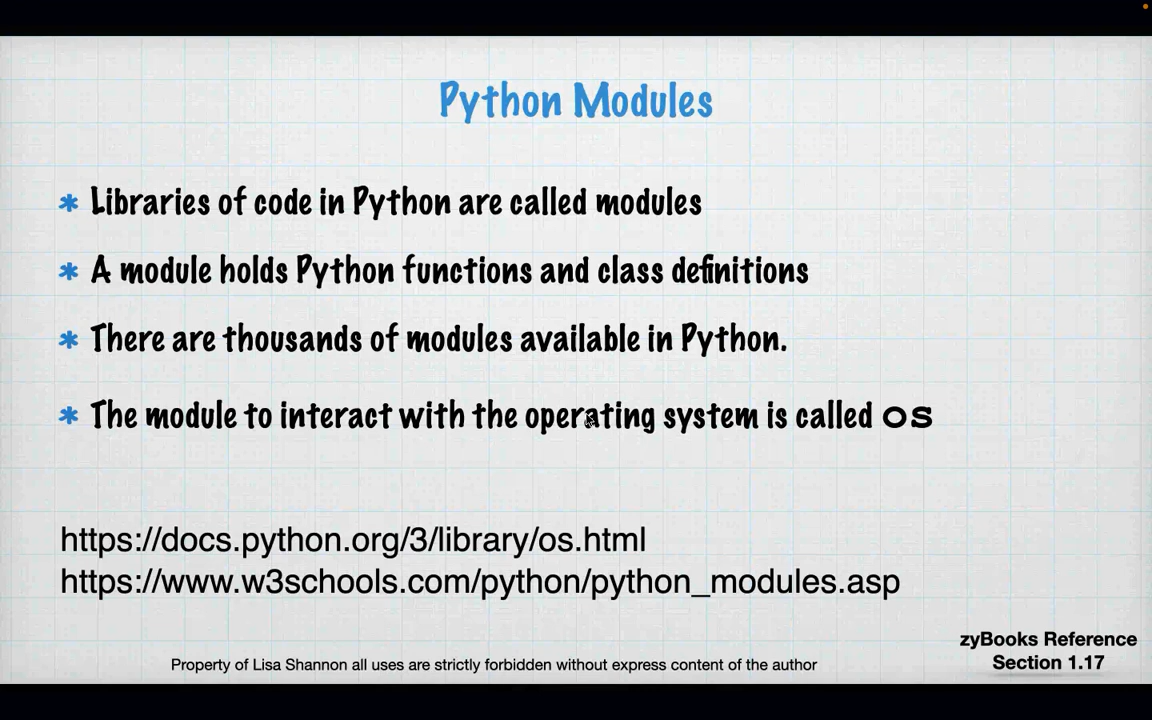 Python Modules
* Libraries of code in Python are called modules
* A module holds Python functions and class definitions
* There are thousands of modules available in Python.
* The module to interact with the operating system is called os
https://docs.python.org/3/library/os.html
https://www.w3schools.com/python/python_modules.asp
zyBooks Reference
Section 1.17
Property of Lisa Shannon all uses are strictly forbidden without express content of the author